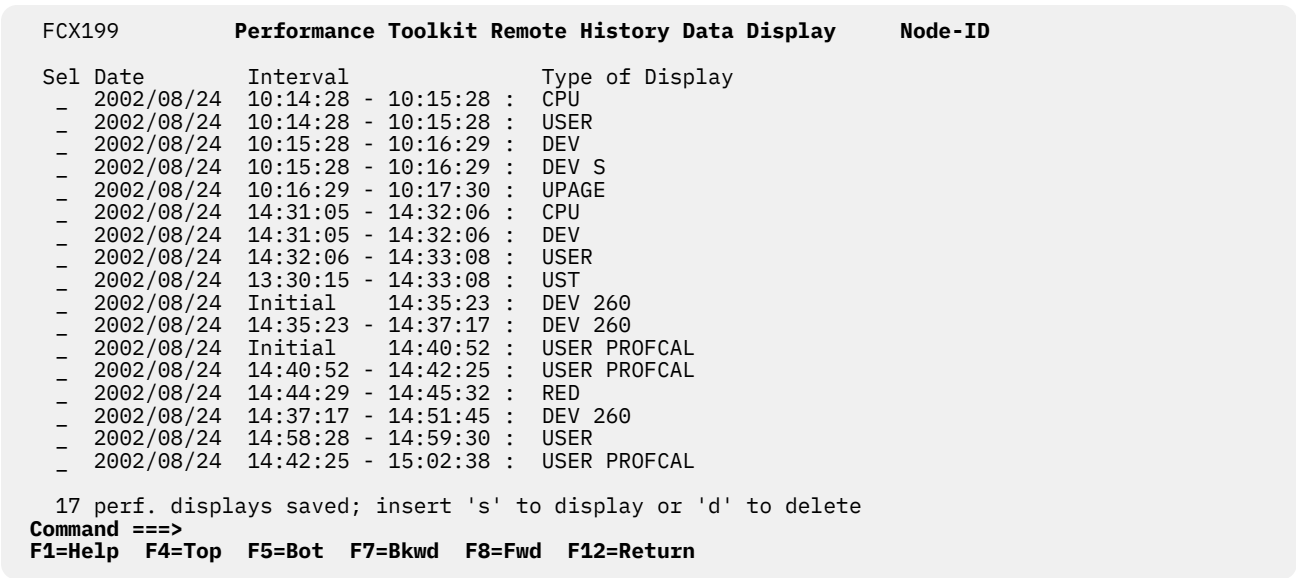 FCX199 Performance Toolkit Remote History Data Display Node-ID
Sel Date Interval Type of Display
_ 2002/08/24 10:14:28 - 10:15:28 : CPU
_ 2002/08/24 10:14:28 - 10:15:28 : USER
_ 2002/08/24 10:15:28 - 10:16:29 : DEV
_ 2002/08/24 10:15:28 - 10:16:29 : DEV S
_ 2002/08/24 10:16:29 - 10:17:30 : UPAGE
_ 2002/08/24 14:31:05 - 14:32:06 : CPU
_ 2002/08/24 14:31:05 - 14:32:06 : DEV
_ 2002/08/24 14:32:06 - 14:33:08 : USER
_ 2002/08/24 13:30:15 - 14:33:08 : UST
_ 2002/08/24 Initial 14:35:23 : DEV 260
_ 2002/08/24 14:35:23 - 14:37:17 : DEV 260
_ 2002/08/24 Initial 14:40:52 : USER PROFCAL
_ 2002/08/24 14:40:52 - 14:42:25 : USER PROFCAL
_ 2002/08/24 14:44:29 - 14:45:32 : RED
_ 2002/08/24 14:37:17 - 14:51:45 : DEV 260
_ 2002/08/24 14:58:28 - 14:59:30 : USER
_ 2002/08/24 14:42:25 - 15:02:38 : USER PROFCAL
17 perf. displays saved; insert 's' to display or 'd' to delete
Command ===>
F1=Help F4=Top F5=Bot F7=Bkwd F8=Fwd F12=Return